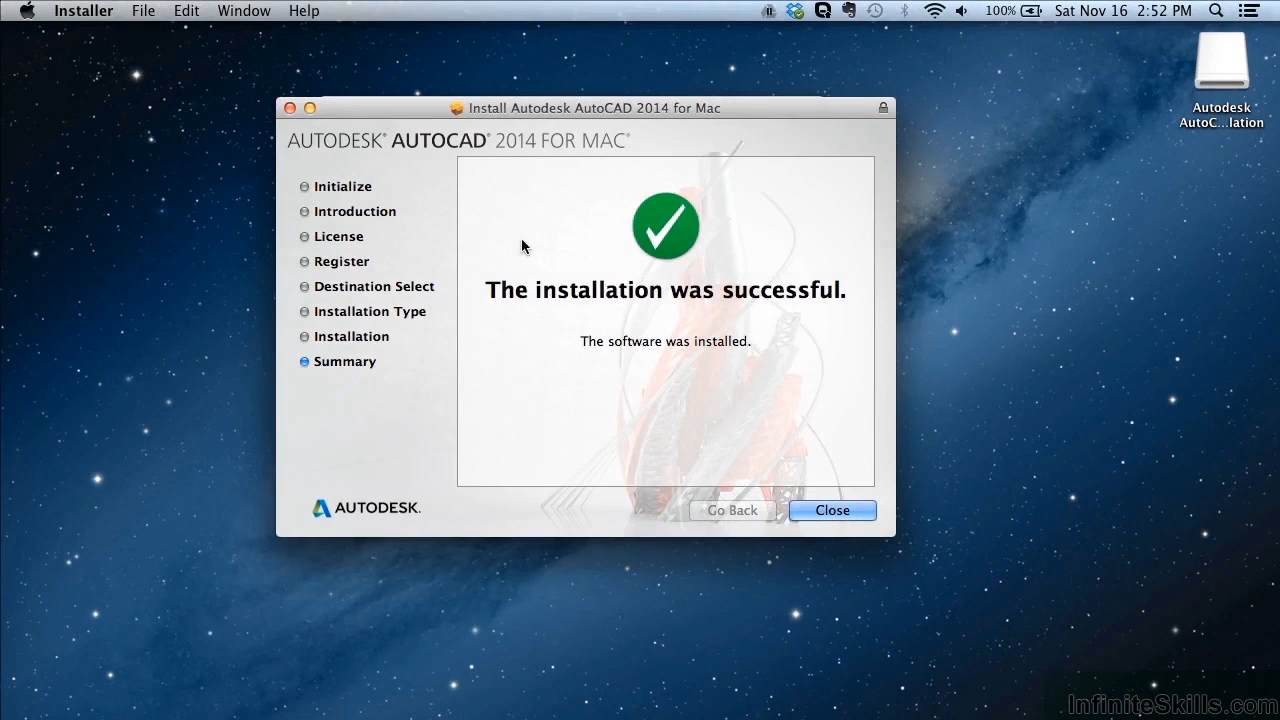 Installer File Edit Window Help 100% Sat Nov 16 2:52 PM
Autodesk
AutoC...lation
Install Autodesk AutoCAD 2014 for Mac
AUTODESK® AUTOCAD® 2014 FOR MAC®
Initialize
Introduction
License
Register
Destination Select
Installation Type
Installation
Summary
The installation was successful.
The software was installed.
AUTODESK.
Go Back Close
InfiniteSkills.com